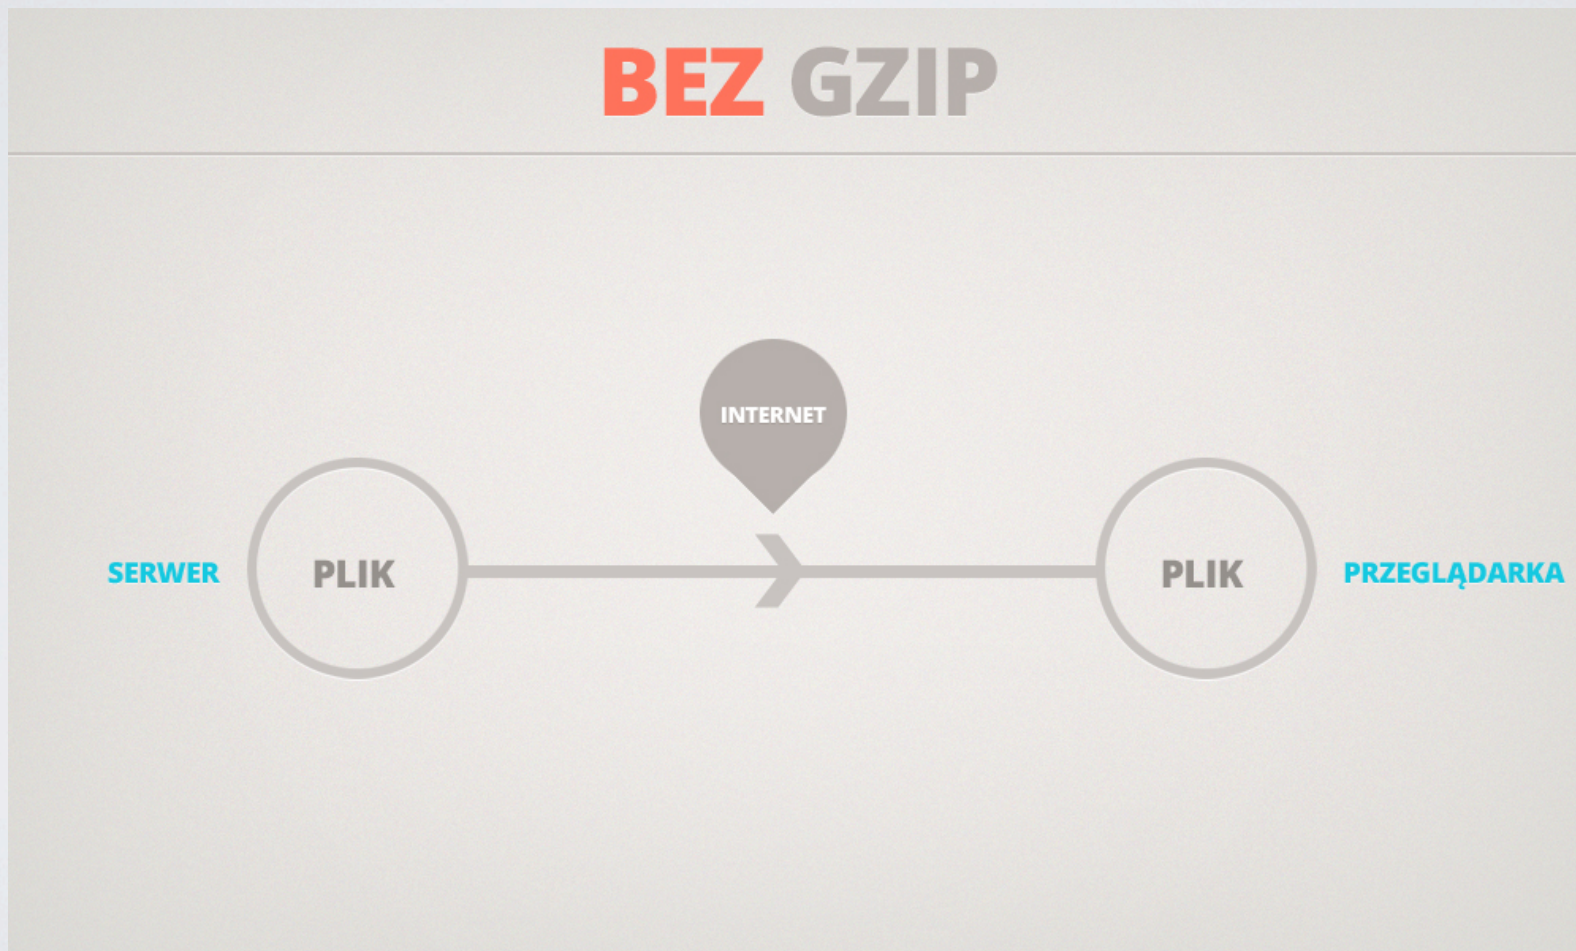 BEZ GZIP
INTERNET
SERWER
PLIK
PLIK
PRZEGLĄDARKA